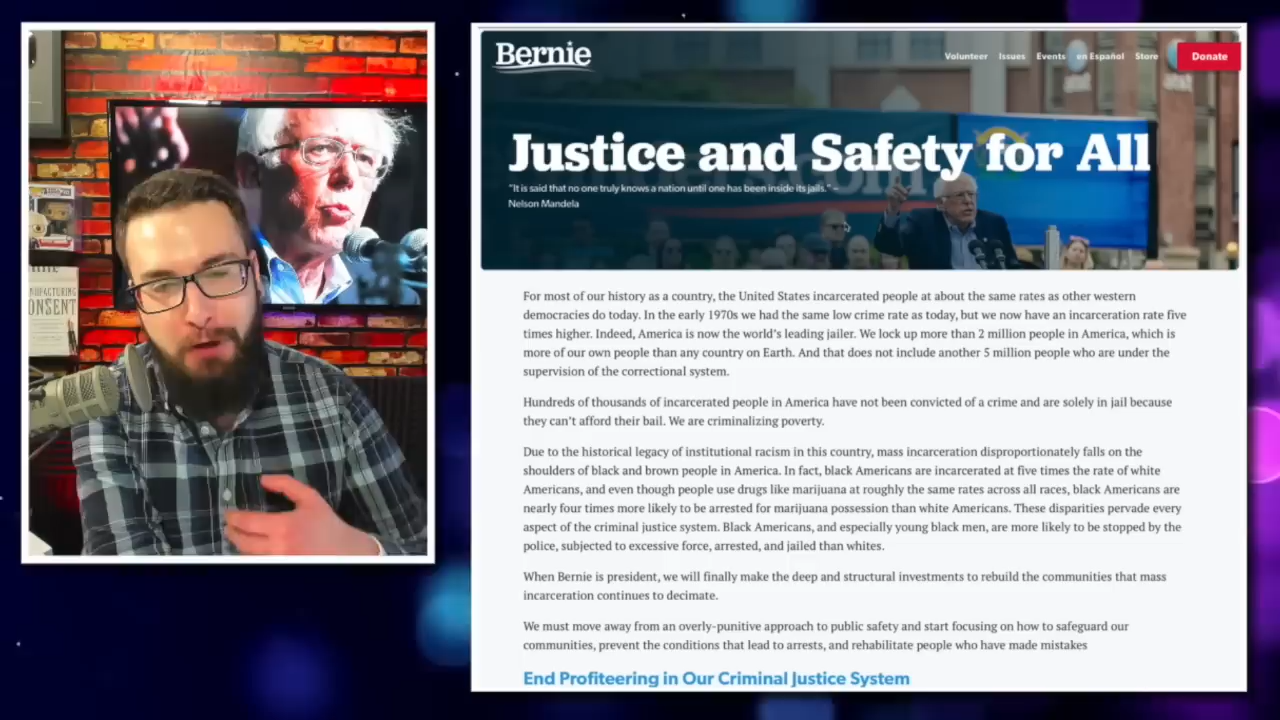 Bernie
Volunteer Issues Events en Español Store Donate
Justice and Safety for All
"It is said that no one truly knows a nation until one has been inside its jails." –
Nelson Mandela
For most of our history as a country, the United States incarcerated people at about the same rates as other western
democracies do today. In the early 1970s we had the same low crime rate as today, but we now have an incarceration rate five
times higher. Indeed, America is now the world's leading jailer. We lock up more than 2 million people in America, which is
more of our own people than any country on Earth. And that does not include another 5 million people who are under the
supervision of the correctional system.
Hundreds of thousands of incarcerated people in America have not been convicted of a crime and are solely in jail because
they can't afford their bail. We are criminalizing poverty.
Due to the historical legacy of institutional racism in this country, mass incarceration disproportionately falls on the
shoulders of black and brown people in America. In fact, black Americans are incarcerated at five times the rate of white
Americans, and even though people use drugs like marijuana at roughly the same rates across all races, black Americans are
nearly four times more likely to be arrested for marijuana possession than white Americans. These disparities pervade every
aspect of the criminal justice system. Black Americans, and especially young black men, are more likely to be stopped by the
police, subjected to excessive force, arrested, and jailed than whites.
When Bernie is president, we will finally make the deep and structural investments to rebuild the communities that mass
incarceration continues to decimate.
We must move away from an overly-punitive approach to public safety and start focusing on how to safeguard our
communities, prevent the conditions that lead to arrests, and rehabilitate people who have made mistakes
End Profiteering in Our Criminal Justice System
ONSENT